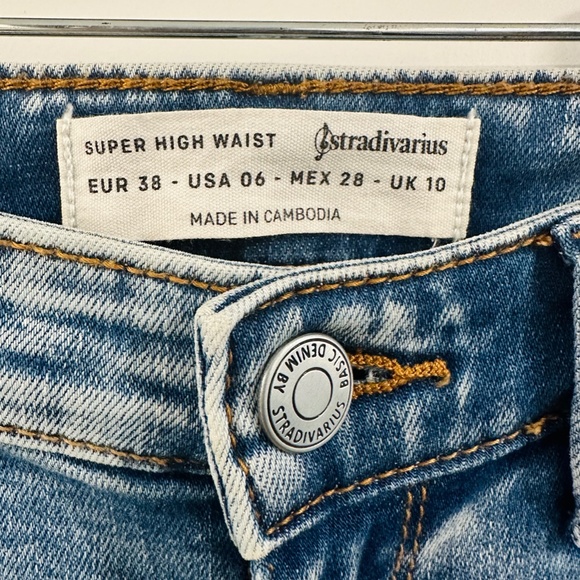 SUPER HIGH WAIST stradivarius
EUR 38 - USA 06 - MEX 28 - UK 10
MADE IN CAMBODIA
BASIC DENIM BY STRADIVARIUS